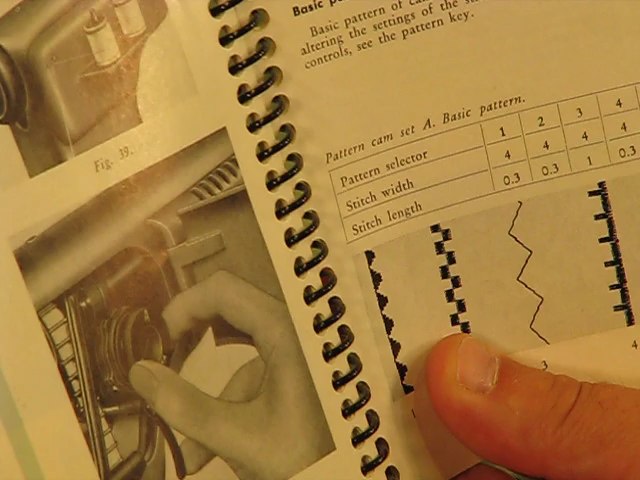 Fig. 39.
Basic
Basic pattern of
altering the settings of the
controls, see the pattern key.
Pattern cam set A. Basic pattern.
Pattern selector 1 2 3 4
Stitch width 4 4 4 4
Stitch length 0.3 0.3 1 0.3
1 3 4